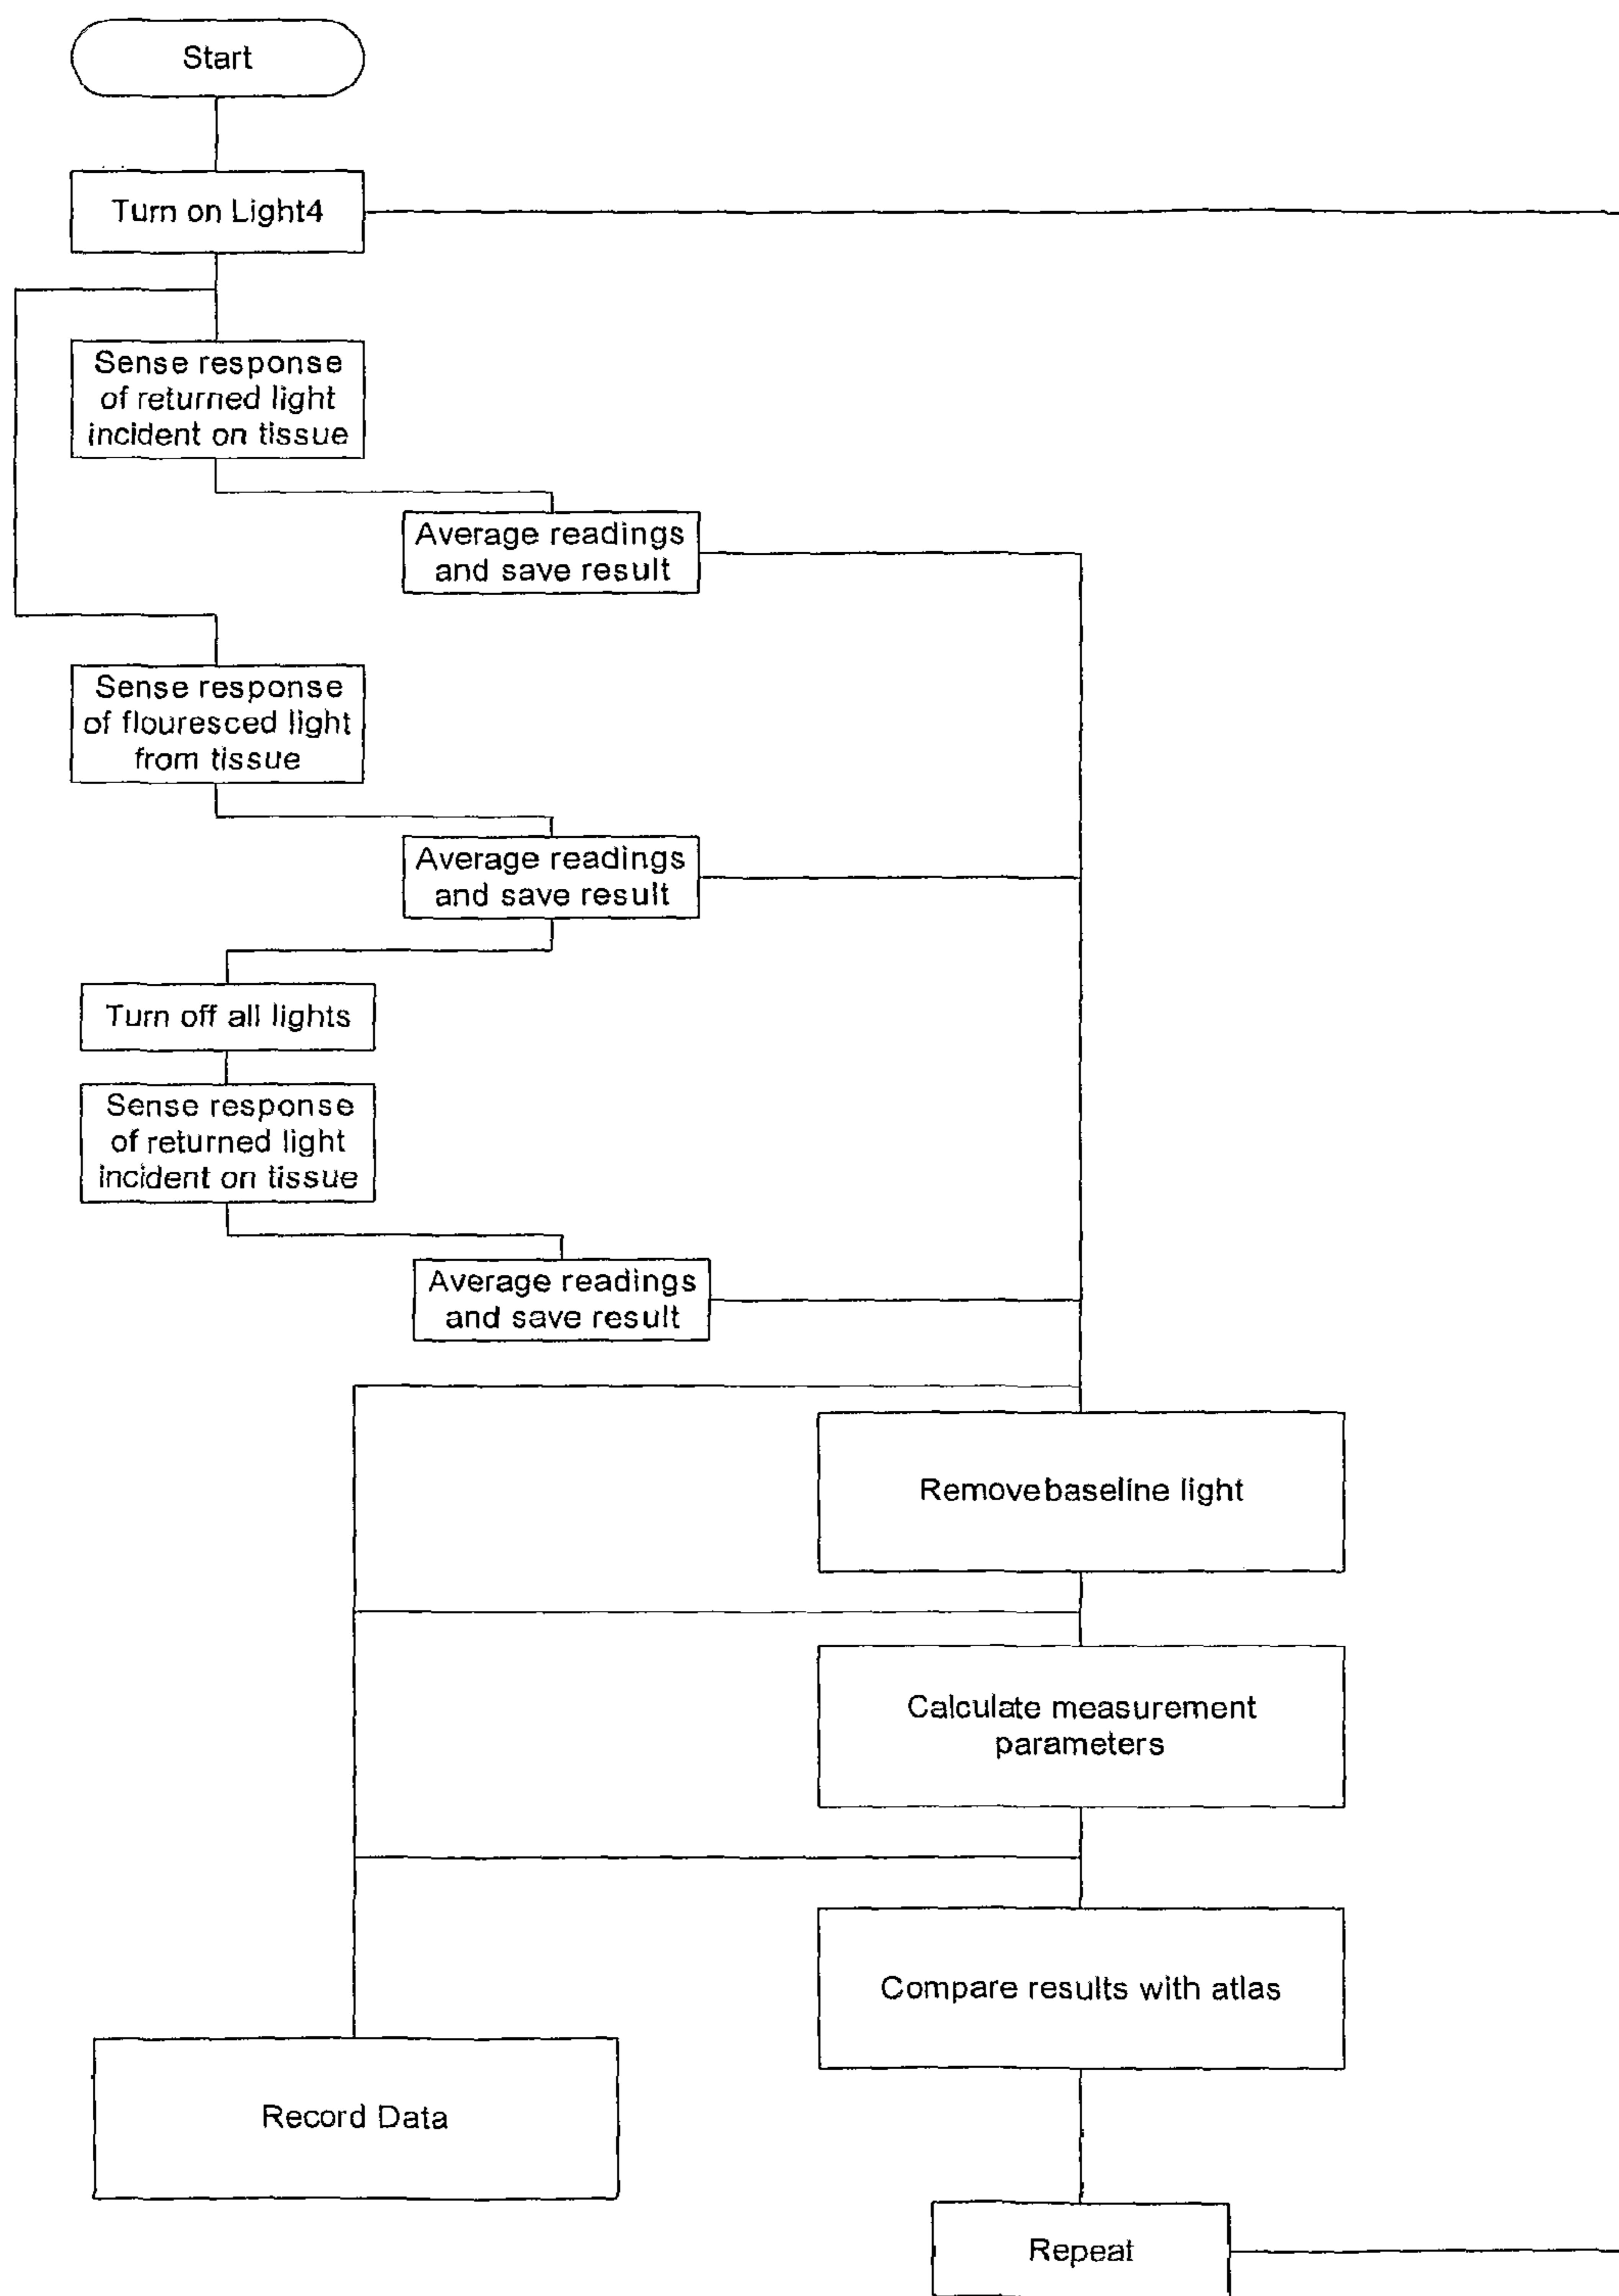 Start
Turn on Light4
Sense response
of returned light
incident on tissue
Average readings
and save result
Sense response
of flouresced light
from tissue
Average readings
and save result
Turn off all lights
Sense response
of returned light
incident on tissue
Average readings
and save result
Remove baseline light
Calculate measurement
parameters
Compare results with atlas
Record Data
Repeat